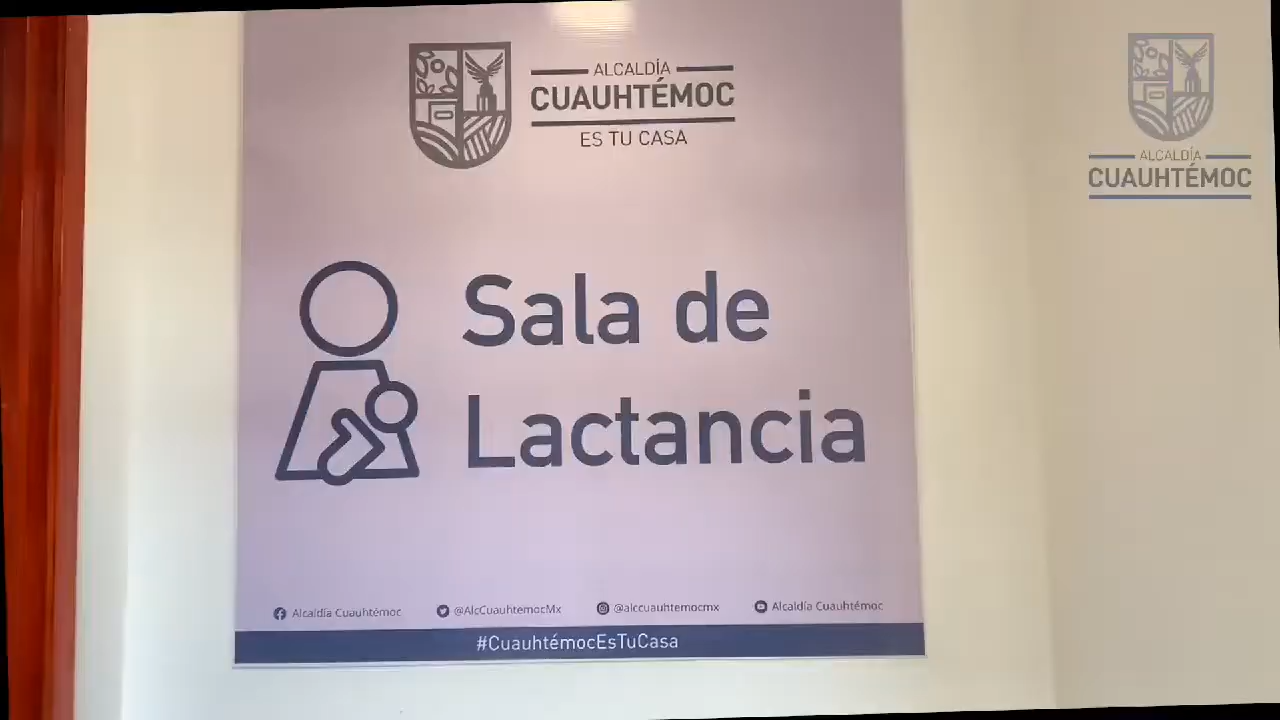 ALCALDÍA
CUAUHTÉMOC
ES TU CASA
ALCALDÍA
CUAUHTÉMOC
Sala de
Lactancia
Alcaldía Cuauhtémoc @AlcCuauhtemocMx @alccuauhtemocmx Alcaldía Cuauhtémoc
#CuauhtémocEsTuCasa